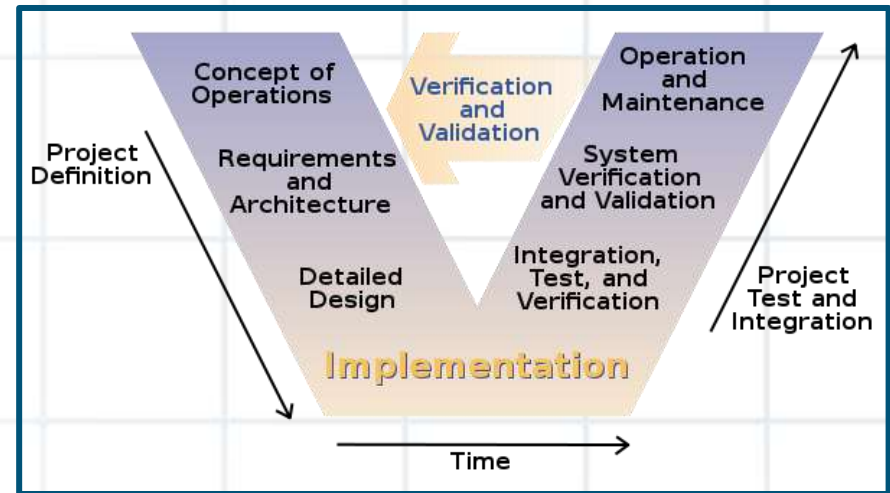 Concept of
Operations
Verification
and
Validation
Operation
and
Maintenance
Project
Definition
Requirements
and
Architecture
System
Verification
and Validation
Detailed
Design
Integration,
Test, and
Verification
Project
Test and
Integration
Implementation
Time